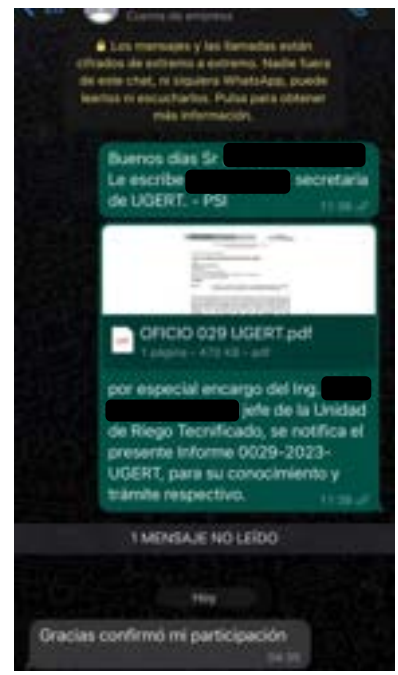 Cuenta de empresa
Los mensajes y las llamadas están
cifrados de extremo a extremo. Nadie fuera
de este chat, ni siquiera WhatsApp, puede
leerlos ni escucharlos. Pulsa para obtener
más información.
Buenos días Sr
Le escribe secretaria
de UGERT. - PSI
OFICIO 029 UGERT.pdf
1 página - 470 KB - pdf
por especial encargo del Ing.
jefe de la Unidad
de Riego Tecnificado, se notifica el
presente Informe 0029-2023-
UGERT, para su conocimiento y
trámite respectivo.
1 MENSAJE NO LEÍDO
Hoy
Gracias confirmó mi participación